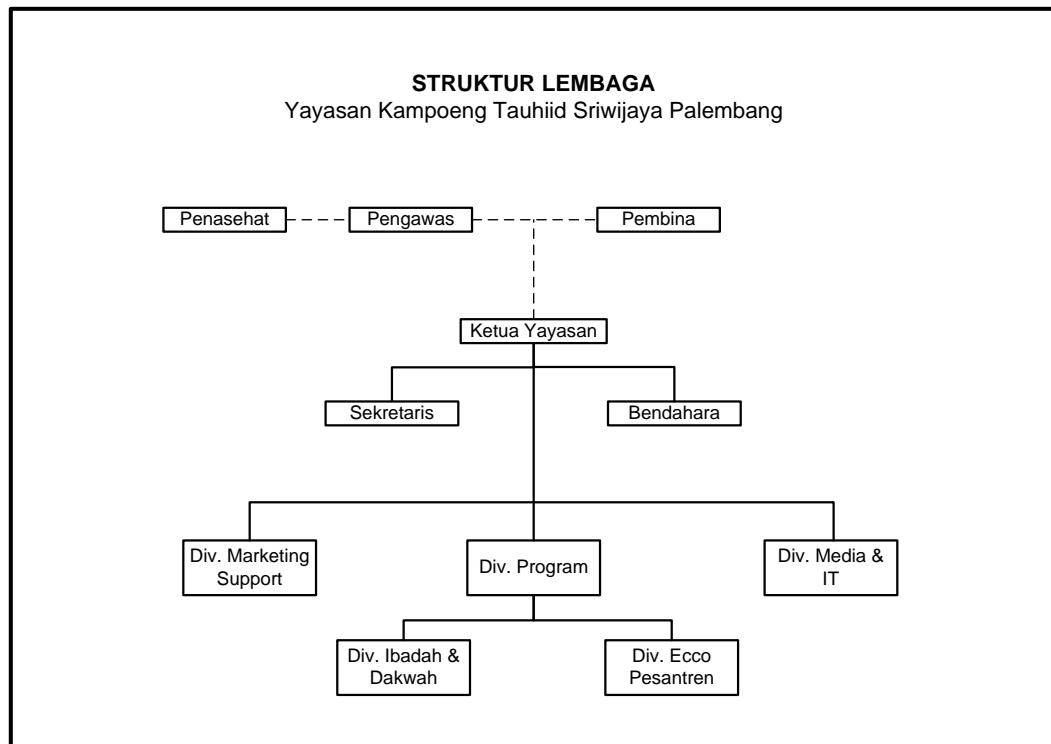 STRUKTUR LEMBAGA
Yayasan Kampoeng Tauhiid Sriwijaya Palembang
Penasehat
Pengawas
Pembina
Ketua Yayasan
Sekretaris
Bendahara
Div. Marketing
Support
Div. Program
Div. Media &
IT
Div. Ibadah &
Dakwah
Div. Ecco
Pesantren